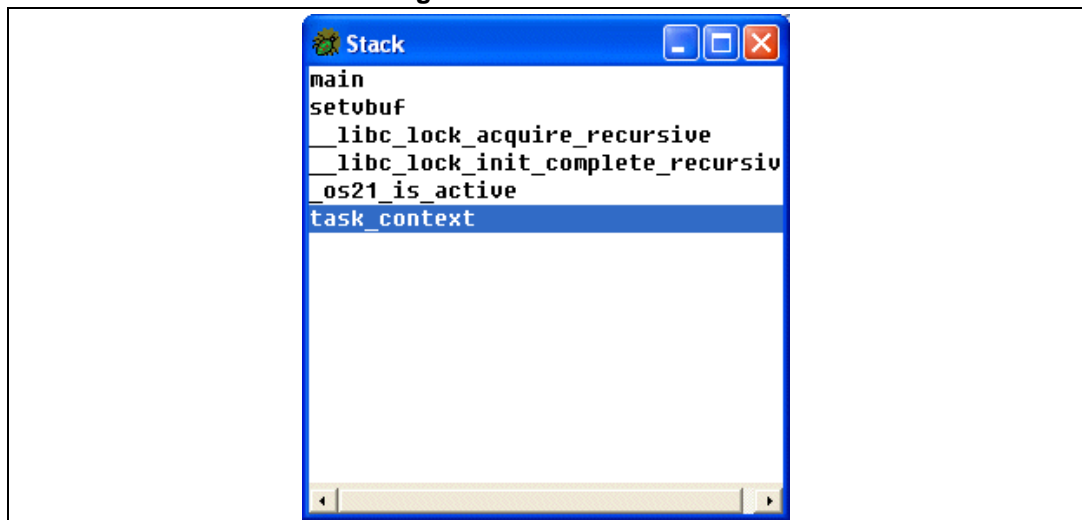 Stack
main
setvbuf
__libc_lock_acquire_recursive
__libc_lock_init_complete_recursiv
_os21_is_active
task_context